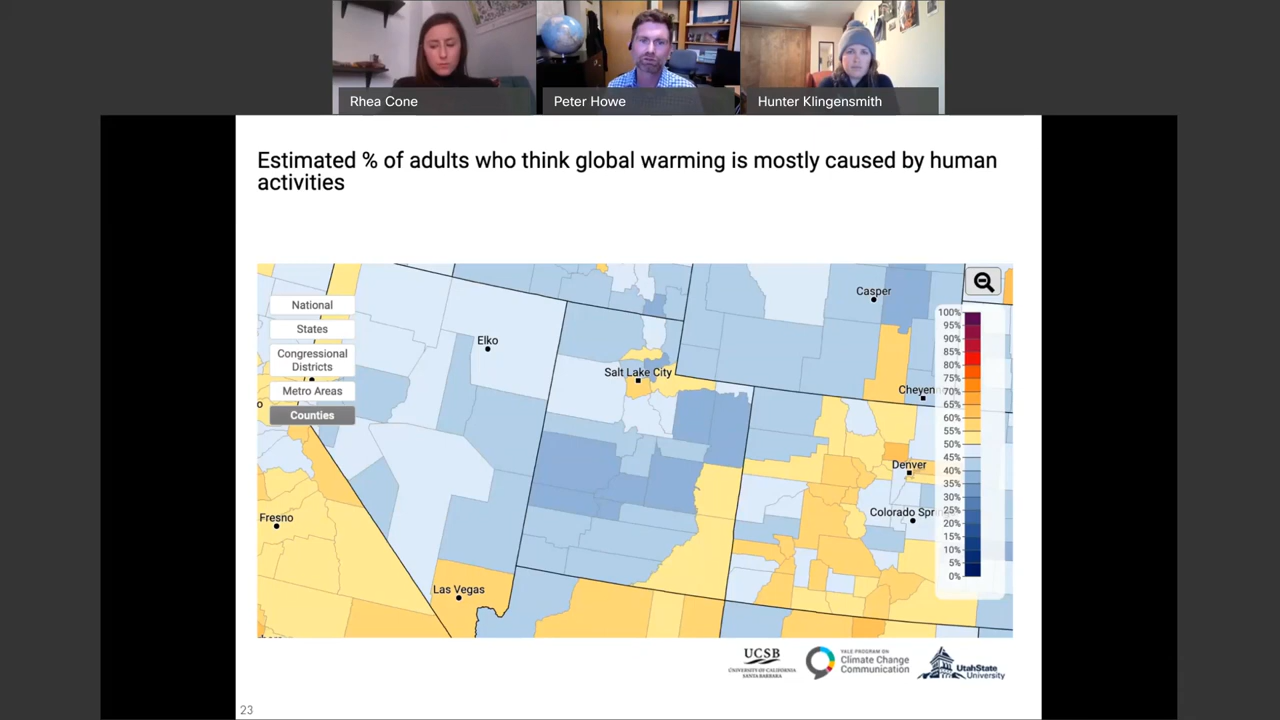 Rhea Cone
Peter Howe
Hunter Klingensmith
Estimated % of adults who think global warming is mostly caused by human
activities
National
States
Congressional
Districts
Metro Areas
Counties
Casper
Elko
Salt Lake City
Cheyen
Denver
Colorado Spr
Fresno
Las Vegas
100%
95%
90%
85%
80%
75%
70%
65%
60%
55%
50%
45%
40%
35%
30%
25%
20%
15%
10%
5%
0%
UCSB
UNIVERSITY OF CALIFORNIA
SANTA BARBARA
YALE PROGRAM ON
Climate Change
Communication
UtahState
University
23